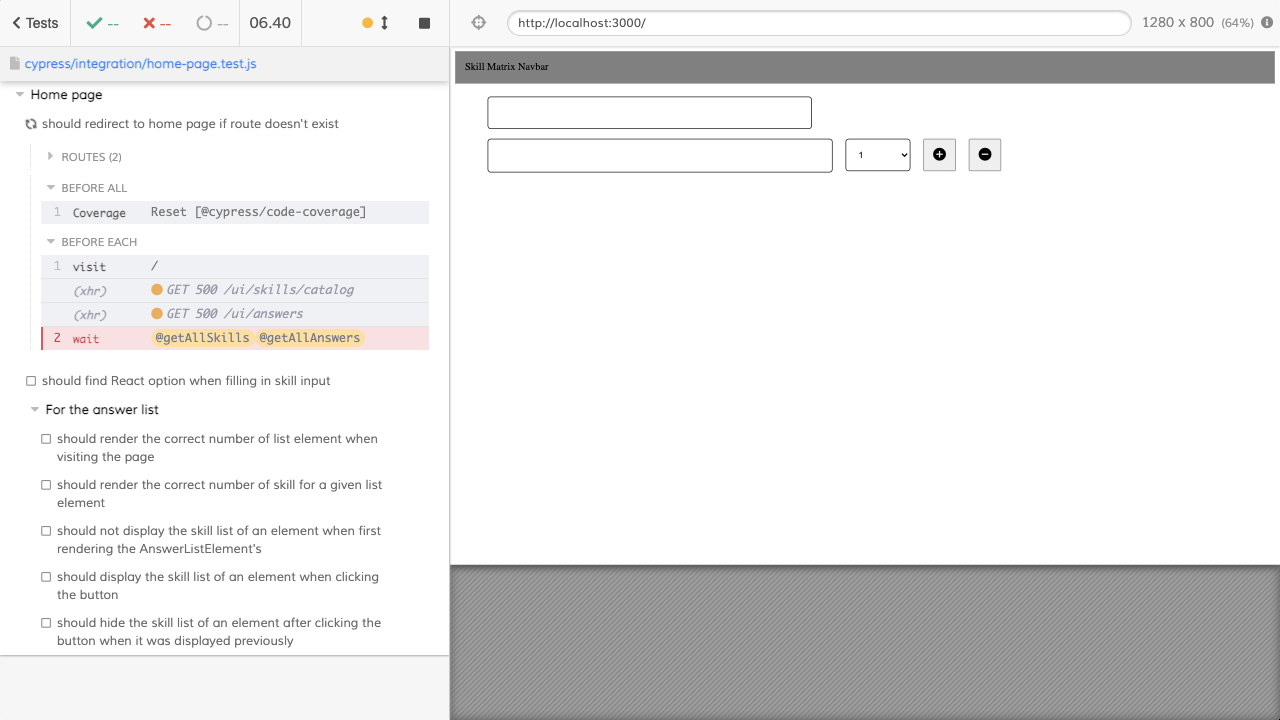 Tests
--
--
--
06.40
http://localhost:3000/
1280 x 800 (64%)
cypress/integration/home-page.test.js
Home page
should redirect to home page if route doesn't exist
ROUTES (2)
BEFORE ALL
1 Coverage Reset [@cypress/code-coverage]
BEFORE EACH
1 visit /
(xhr) GET 500 /ui/skills/catalog
(xhr) GET 500 /ui/answers
2 wait @getAllSkills @getAllAnswers
should find React option when filling in skill input
For the answer list
should render the correct number of list element when
visiting the page
should render the correct number of skill for a given list
element
should not display the skill list of an element when first
rendering the AnswerListElement's
should display the skill list of an element when clicking
the button
should hide the skill list of an element after clicking the
button when it was displayed previously
Skill Matrix Navbar
1